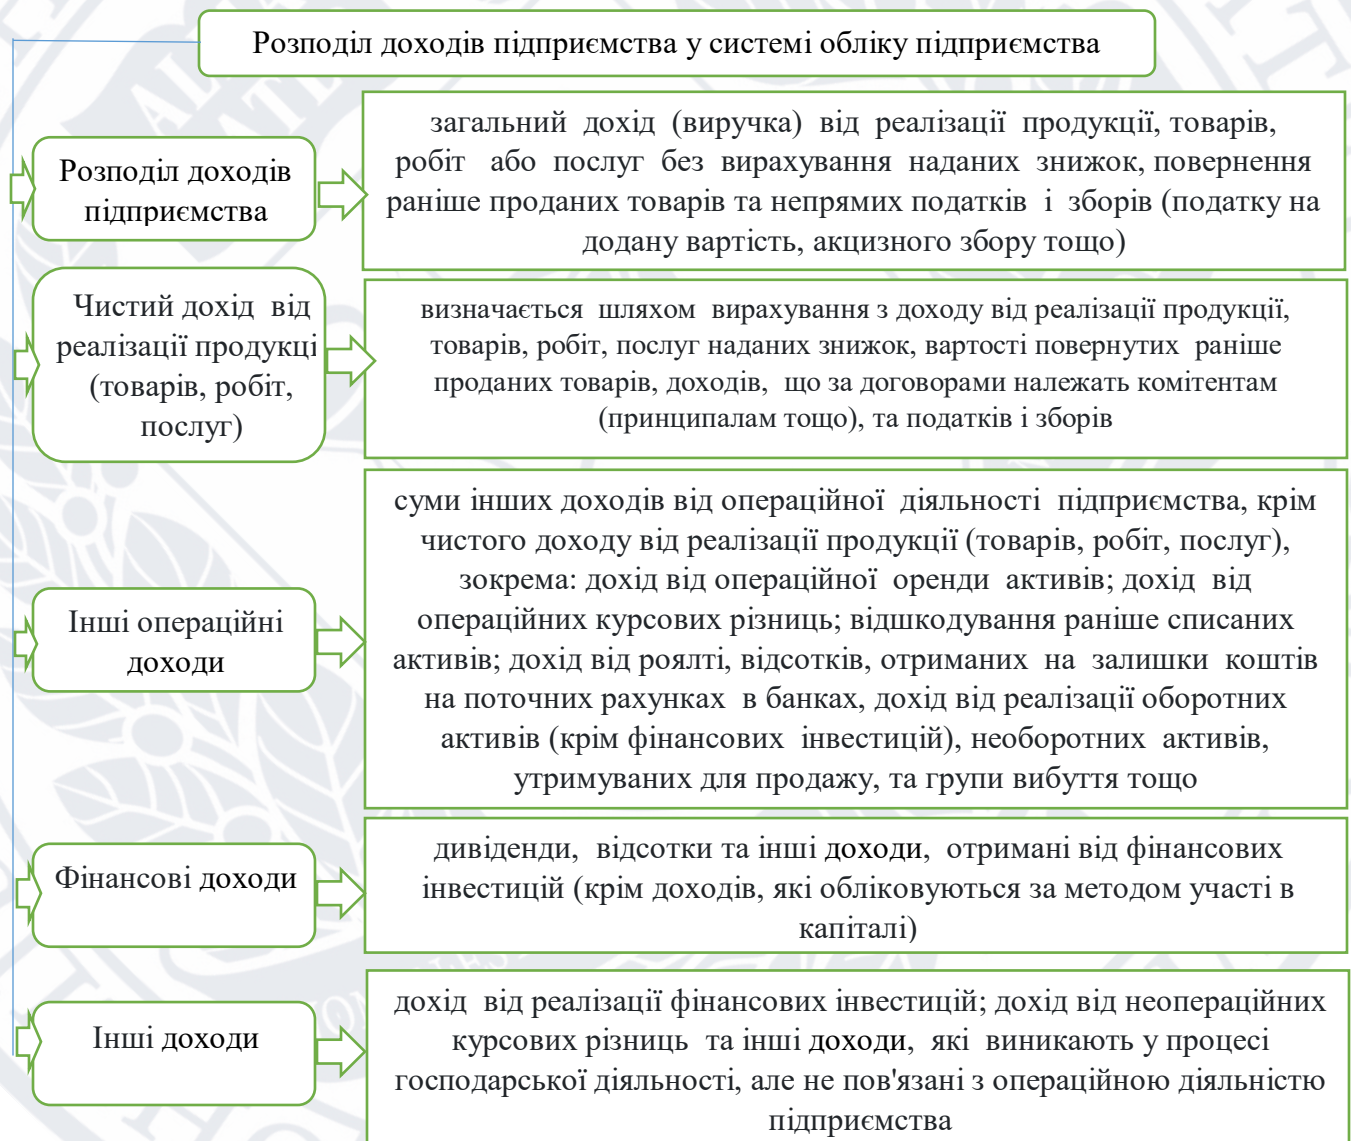 Розподіл доходів підприємства у системі обліку підприємства
Розподіл доходів
підприємства
загальний дохід (виручка) від реалізації продукції, товарів,
робіт або послуг без вирахування наданих знижок, повернення
раніше проданих товарів та непрямих податків і зборів (податку на
додану вартість, акцизного збору тощо)
Чистий дохід від
реалізації продукці
(товарів, робіт,
послуг)
визначається шляхом вирахування з доходу від реалізації продукції,
товарів, робіт, послуг наданих знижок, вартості повернутих раніше
проданих товарів, доходів, що за договорами належать комітентам
(принципалам тощо), та податків і зборів
Інші операційні
доходи
суми інших доходів від операційної діяльності підприємства, крім
чистого доходу від реалізації продукції (товарів, робіт, послуг),
зокрема: дохід від операційної оренди активів; дохід від
операційних курсових різниць; відшкодування раніше списаних
активів; дохід від роялті, відсотків, отриманих на залишки коштів
на поточних рахунках в банках, дохід від реалізації оборотних
активів (крім фінансових інвестицій), необоротних активів,
утримуваних для продажу, та групи вибуття тощо
Фінансові доходи
дивіденди, відсотки та інші доходи, отримані від фінансових
інвестицій (крім доходів, які обліковуються за методом участі в
капіталі)
Інші доходи
дохід від реалізації фінансових інвестицій; дохід від неопераційних
курсових різниць та інші доходи, які виникають у процесі
господарської діяльності, але не пов'язані з операційною діяльністю
підприємства